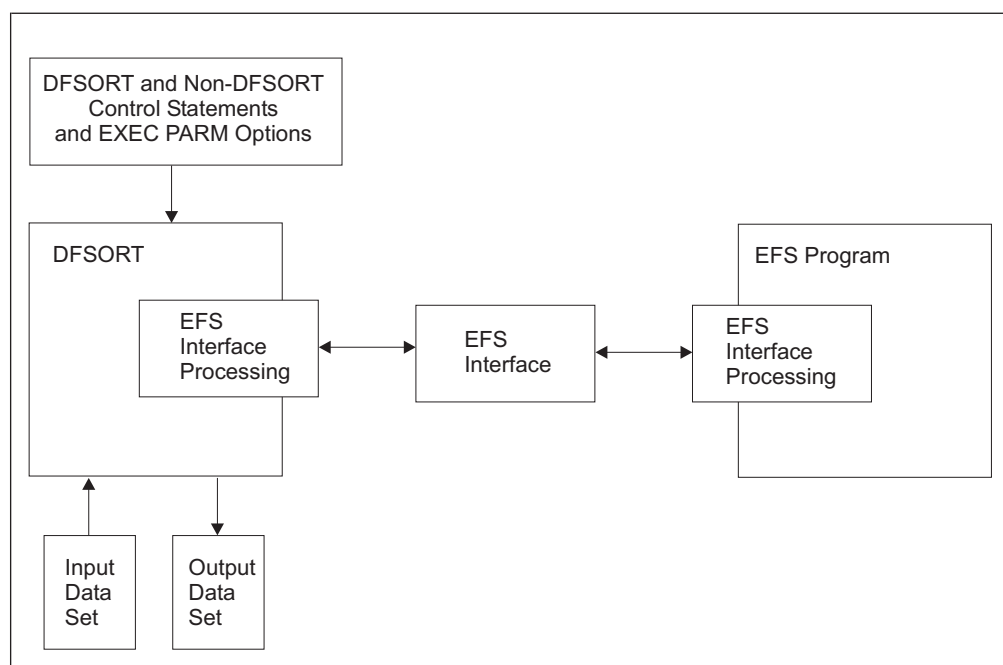 DFSORT and Non-DFSORT
Control Statements
and EXEC PARM Options
DFSORT
EFS
Interface
Processing
EFS
Interface
EFS Program
EFS
Interface
Processing
Input
Data
Set
Output
Data
Set